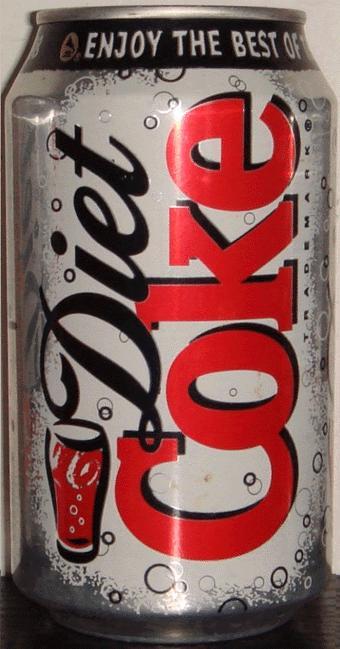 ENJOY THE BEST OF
Diet
Coke
TRADEMARK®